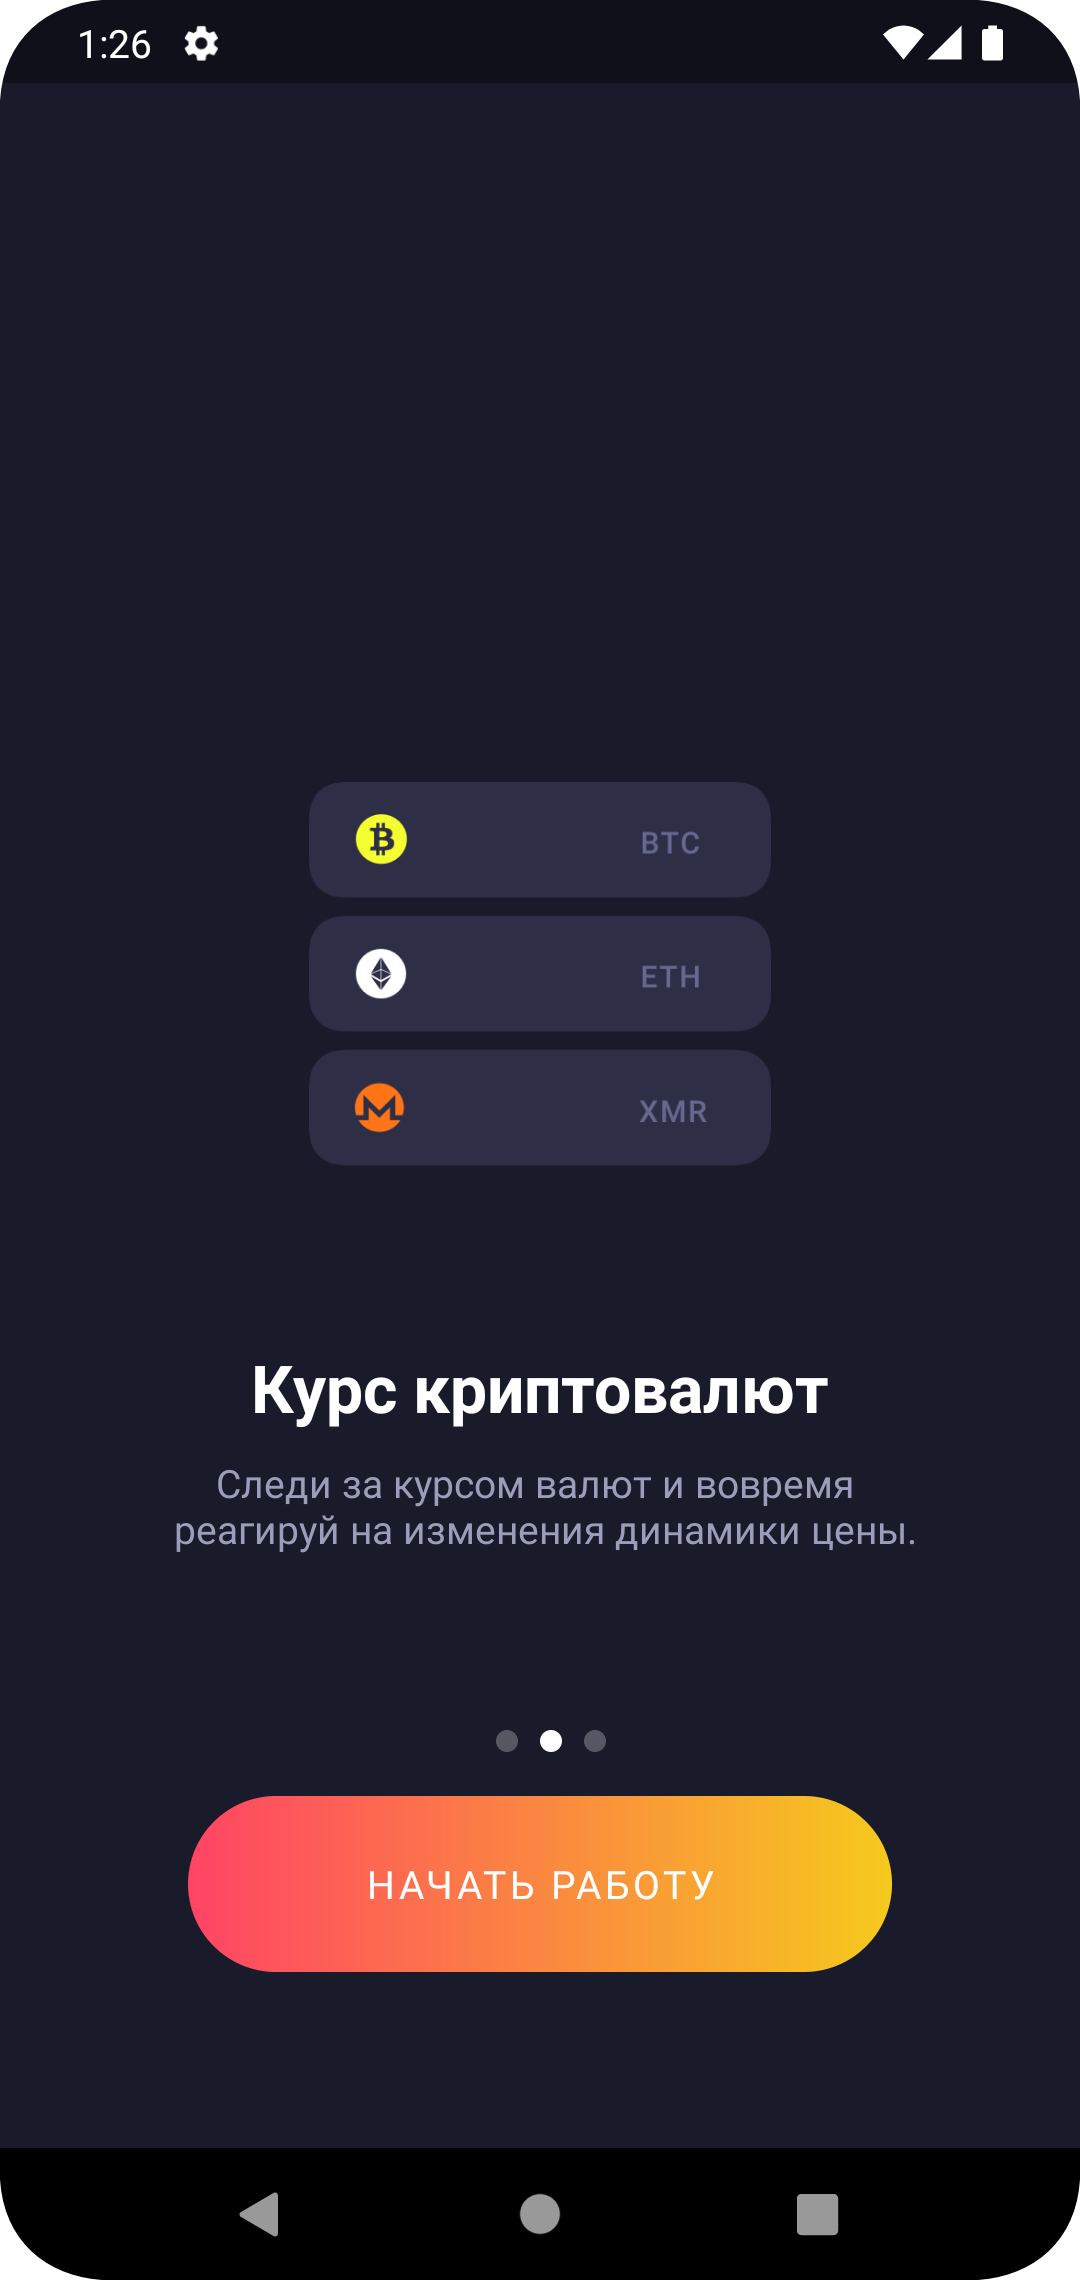 1:26
BTC
ETH
XMR
Курс криптовалют
Следи за курсом валют и вовремя
реагируй на изменения динамики цены.
НАЧАТЬ РАБОТУ